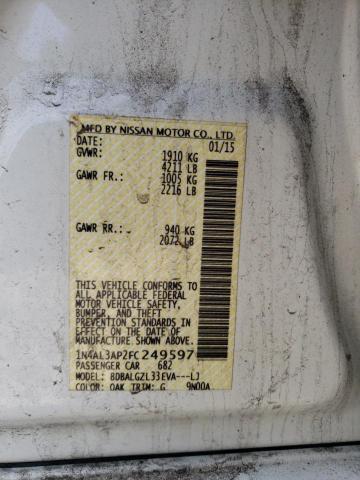 MFD BY NISSAN MOTOR CO., LTD.
DATE: 01/15
GVWR: 1910 KG
4211 LB
GAWR FR.: 1005 KG
2216 LB
GAWR RR: 940 KG
2072 LB
THIS VEHICLE CONFORMS TO
ALL APPLICABLE FEDERAL
MOTOR VEHICLE SAFETY,
BUMPER, AND THEFT
PREVENTION STANDARDS
IN EFFECT ON THE DATE OF
MANUFACTURE SHOWN ABOVE.
1N4AL3AP2FC249597
PASSENGER CAR 682
MODEL: BDBALGZL33EVA---LJ
COLOR: QAK TRIM: G 9N00A